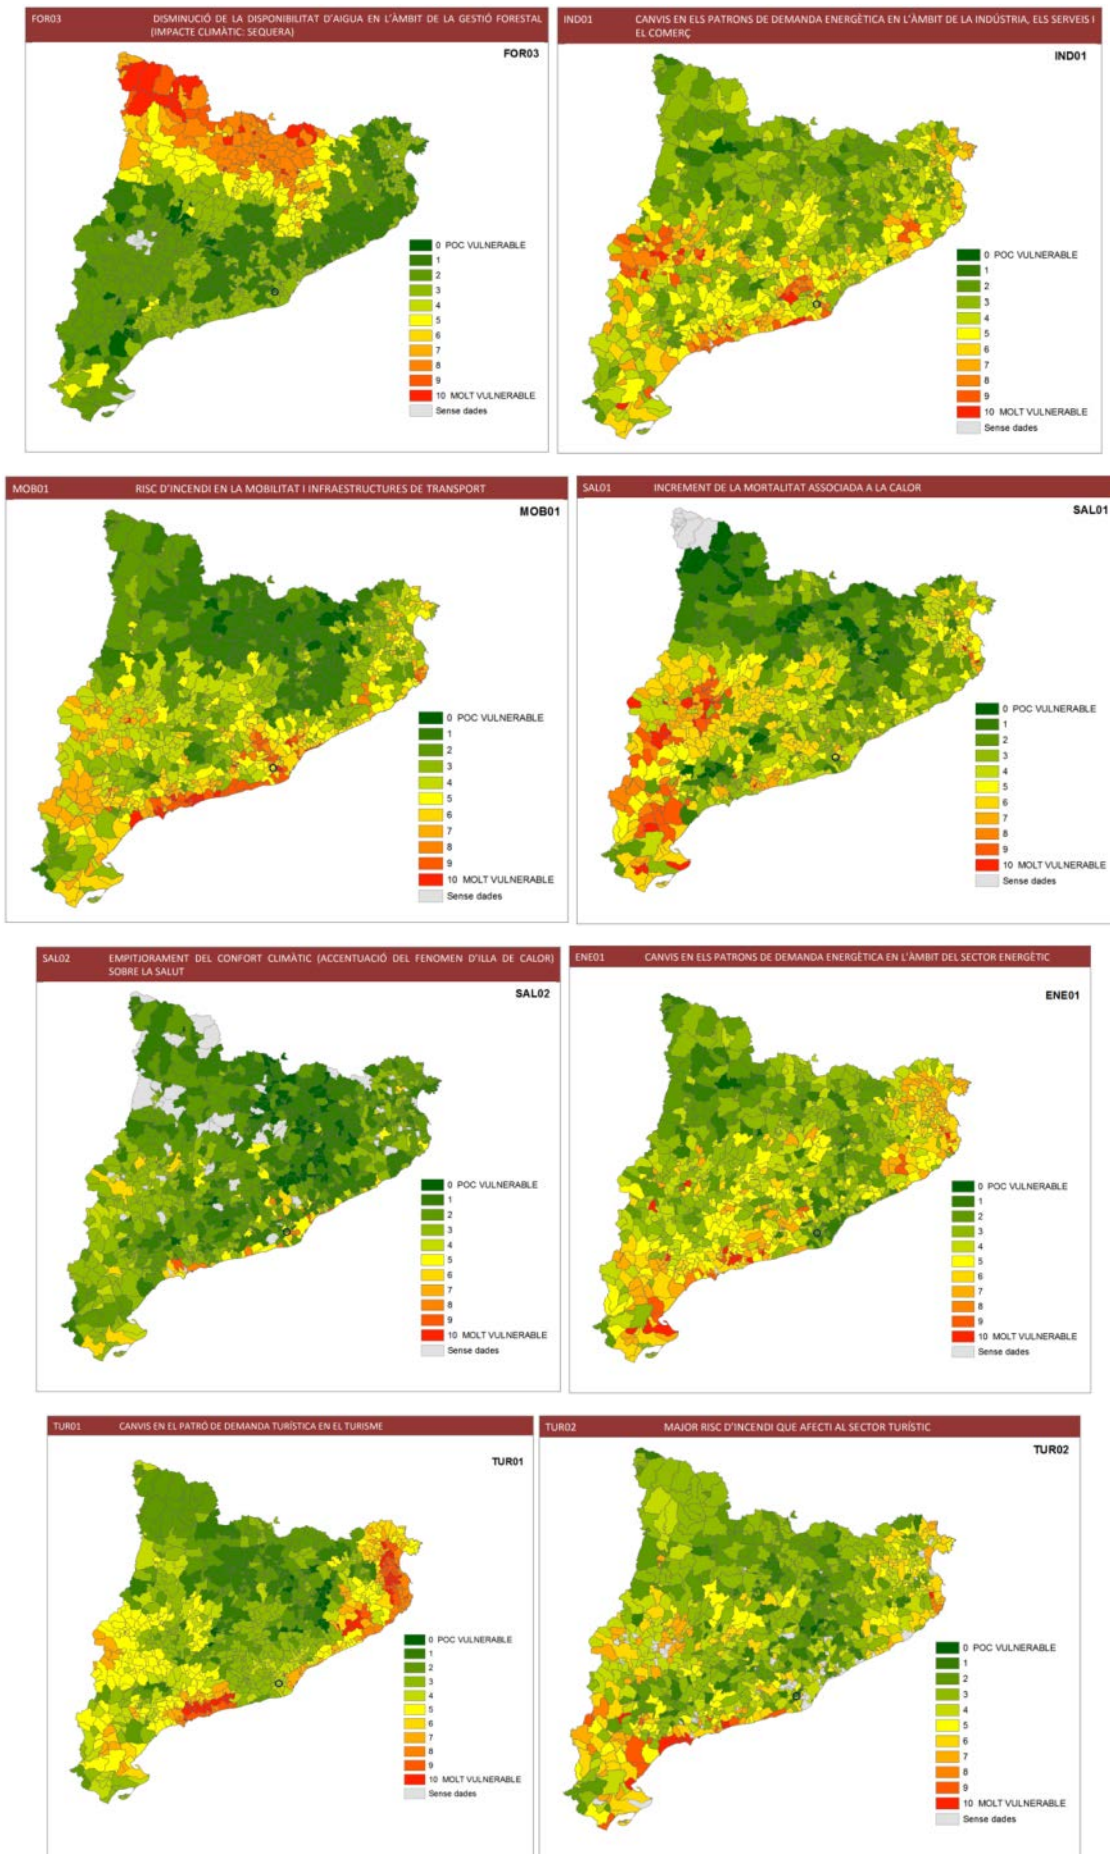 FOR03 DISMINUCIÓ DE LA DISPONIBILITAT D'AIGUA EN L'ÀMBIT DE LA GESTIÓ FORESTAL
(IMPACTE CLIMÀTIC: SEQUERA)
FOR03
0 POC VULNERABLE
1
2
3
4
5
6
7
8
9
10 MOLT VULNERABLE
Sense dades
IND01 CANVIS EN ELS PATRONS DE DEMANDA ENERGÈTICA EN L'ÀMBIT DE LA INDÚSTRIA, ELS SERVEIS I
EL COMERÇ
IND01
0 POC VULNERABLE
1
2
3
4
5
6
7
8
9
10 MOLT VULNERABLE
Sense dades
MOB01 RISC D'INCENDI EN LA MOBILITAT I INFRAESTRUCTURES DE TRANSPORT
MOB01
0 POC VULNERABLE
1
2
3
4
5
6
7
8
9
10 MOLT VULNERABLE
Sense dades
SAL01 INCREMENT DE LA MORTALITAT ASSOCIADA A LA CALOR
SAL01
0 POC VULNERABLE
1
2
3
4
5
6
7
8
9
10 MOLT VULNERABLE
Sense dades
SAL02 EMPITJORAMENT DEL CONFORT CLIMÀTIC (ACCENTUACIÓ DEL FENOMEN D'ILLA DE CALOR)
SOBRE LA SALUT
SAL02
0 POC VULNERABLE
1
2
3
4
5
6
7
8
9
10 MOLT VULNERABLE
Sense dades
ENE01 CANVIS EN ELS PATRONS DE DEMANDA ENERGÈTICA EN L'ÀMBIT DEL SECTOR ENERGÈTIC
ENE01
0 POC VULNERABLE
1
2
3
4
5
6
7
8
9
10 MOLT VULNERABLE
Sense dades
TUR01 CANVIS EN EL PATRÓ DE DEMANDA TURÍSTICA EN EL TURISME
TUR01
0 POC VULNERABLE
1
2
3
4
5
6
7
8
9
10 MOLT VULNERABLE
Sense dades
TUR02 MAJOR RISC D'INCENDI QUE AFECTI AL SECTOR TURÍSTIC
TUR02
0 POC VULNERABLE
1
2
3
4
5
6
7
8
9
10 MOLT VULNERABLE
Sense dades